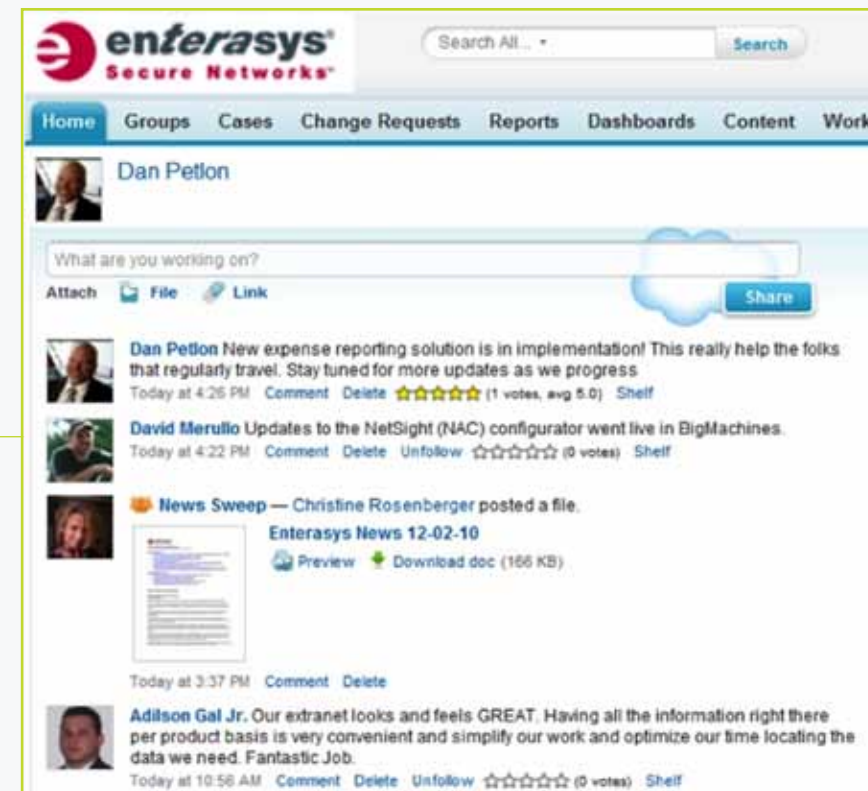 enterasys
Secure Networks™
Search All...
Search
Home Groups Cases Change Requests Reports Dashboards Content Work
Dan Petlon
What are you working on?
Attach File Link
Share
Dan Petlon New expense reporting solution is in implementation! This really help the folks
that regularly travel. Stay tuned for more updates as we progress
Today at 4:26 PM Comment Delete (1 votes, avg 5.0) Shelf
David Merullo Updates to the NetSight (NAC) configurator went live in BigMachines.
Today at 4:22 PM Comment Delete Unfollow (0 votes) Shelf
News Sweep — Christine Rosenberger posted a file.
Enterasys News 12-02-10
Preview Download doc (166 KB)
Today at 3:37 PM Comment Delete
Adilson Gal Jr. Our extranet looks and feels GREAT. Having all the information right there
per product basis is very convenient and simplify our work and optimize our time locating the
data we need. Fantastic Job.
Today at 10:56 AM Comment Delete Unfollow (0 votes) Shelf